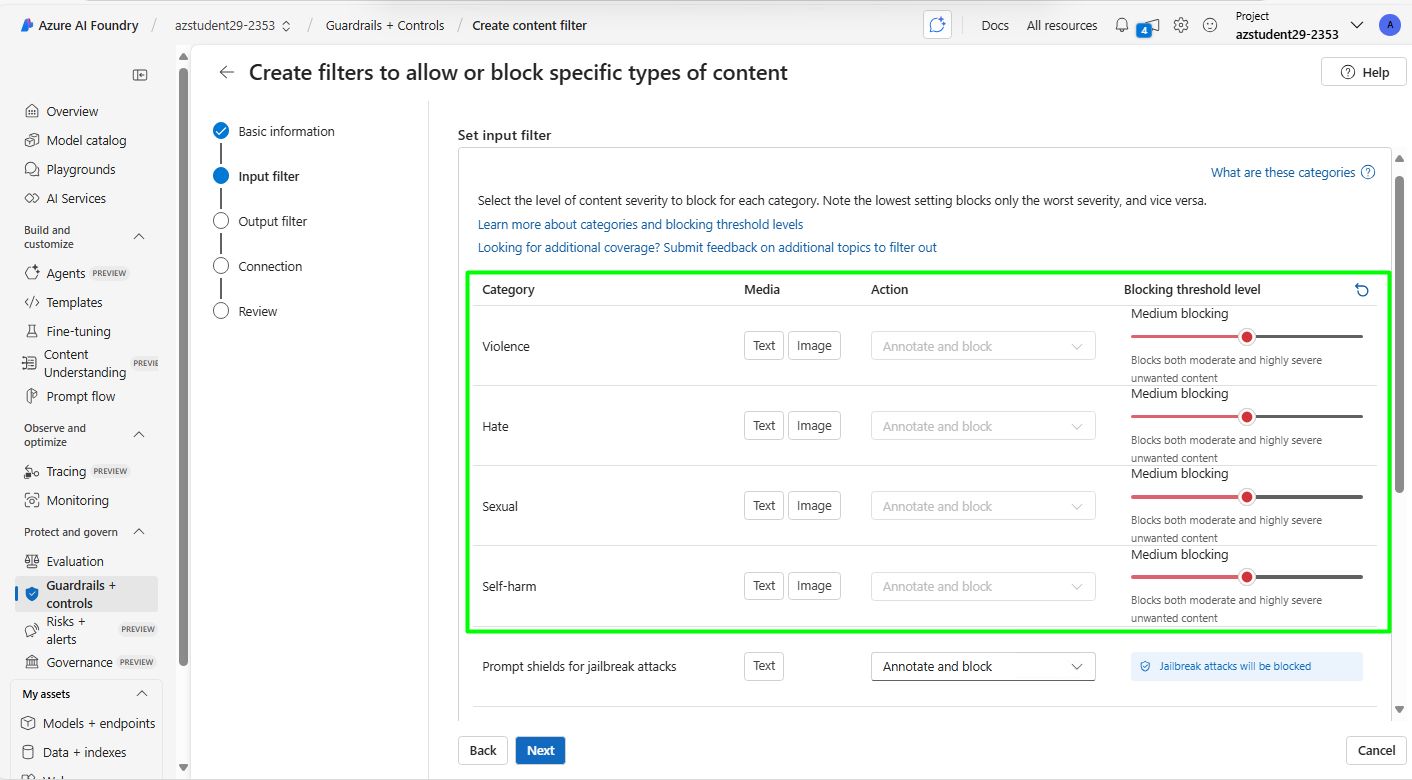 Azure AI Foundry / azstudent29-2353 / Guardrails + Controls / Create content filter
4
Docs
All resources
Project
azstudent29-2353
A
Overview
Model catalog
Playgrounds
AI Services
Build and
customize
Agents PREVIEW
Templates
Fine-tuning
Content
Understanding PREVIE
Prompt flow
Observe and
optimize
Tracing PREVIEW
Monitoring
Protect and govern
Evaluation
Guardrails +
controls
Risks +
alerts PREVIEW
Governance PREVIEW
My assets
Models + endpoints
Data + indexes
Create filters to allow or block specific types of content
Help
Basic information
Input filter
Output filter
Connection
Review
Set input filter
What are these categories
Select the level of content severity to block for each category. Note the lowest setting blocks only the worst severity, and vice versa.
Learn more about categories and blocking threshold levels
Looking for additional coverage? Submit feedback on additional topics to filter out
Category Media Action Blocking threshold level
Medium blocking
Violence Text Image Annotate and block
Blocks both moderate and highly severe
unwanted content
Medium blocking
Hate Text Image Annotate and block
Blocks both moderate and highly severe
unwanted content
Medium blocking
Sexual Text Image Annotate and block
Blocks both moderate and highly severe
unwanted content
Medium blocking
Self-harm Text Image Annotate and block
Blocks both moderate and highly severe
unwanted content
Prompt shields for jailbreak attacks Text Annotate and block Jailbreak attacks will be blocked
Back Next Cancel